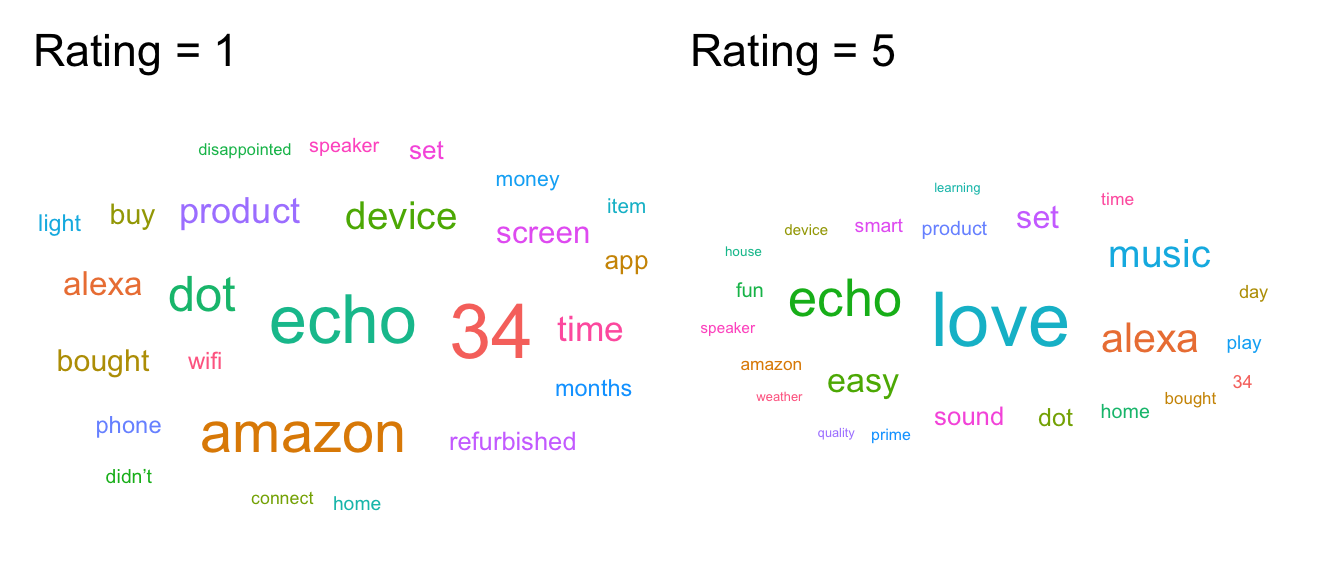 Rating = 1
disappointed speaker set
money
light buy product device screen item
app
alexa dot echo 34 time
bought wifi
months
phone amazon refurbished
didn't
connect home
Rating = 5
learning
time
device smart product set
house music
fun echo love day
speaker alexa play
amazon easy 34
weather sound dot home bought
quality prime